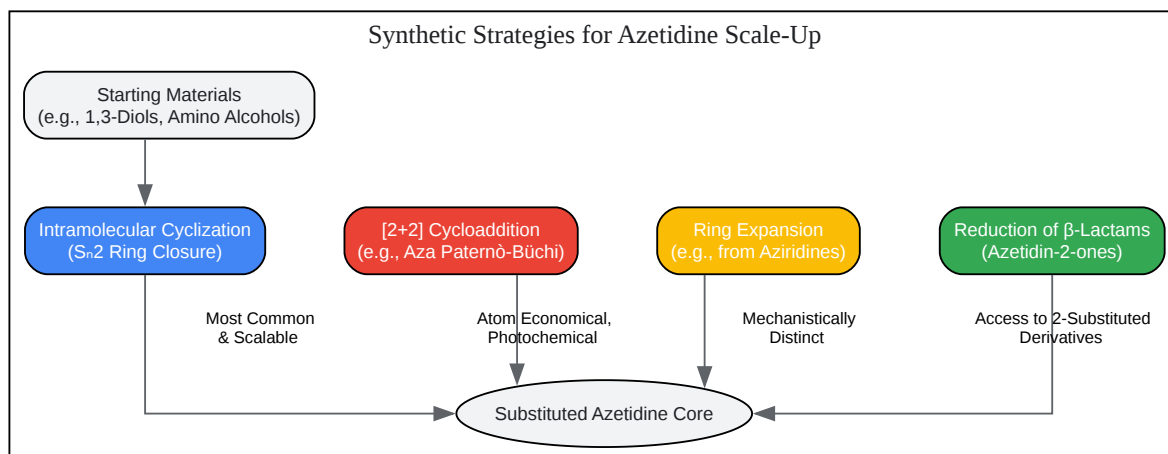 Synthetic Strategies for Azetidine Scale-Up
Starting Materials
(e.g., 1,3-Diols, Amino Alcohols)
Intramolecular Cyclization
(Sₙ2 Ring Closure)
[2+2] Cycloaddition
(e.g., Aza Paternò-Büchi)
Ring Expansion
(e.g., from Aziridines)
Reduction of β-Lactams
(Azetidin-2-ones)
Most Common
& Scalable
Atom Economical,
Photochemical
Mechanistically
Distinct
Access to 2-Substituted
Derivatives
Substituted Azetidine Core